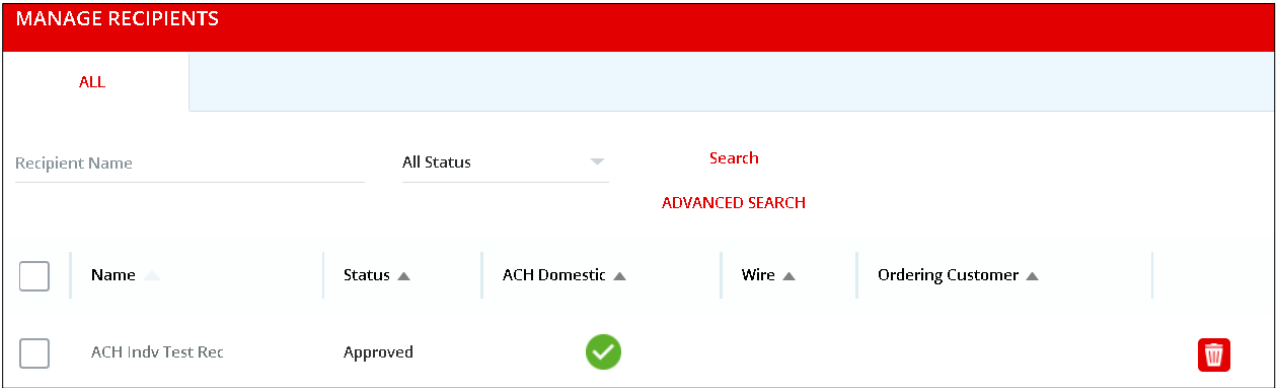 MANAGE RECIPIENTS
ALL
Recipient Name All Status Search
ADVANCED SEARCH
Name Status ACH Domestic Wire Ordering Customer
ACH Indv Test Rec Approved